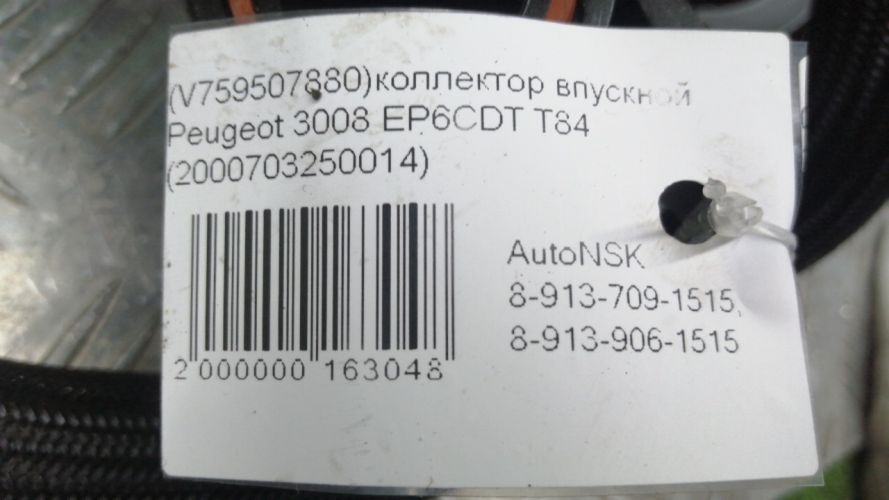 (V759507880)коллектор впускной
Peugeot 3008 EP6CDT T84
(2000703250014)
2 000000 163048
AutoNSK
8-913-709-1515,
8-913-906-1515